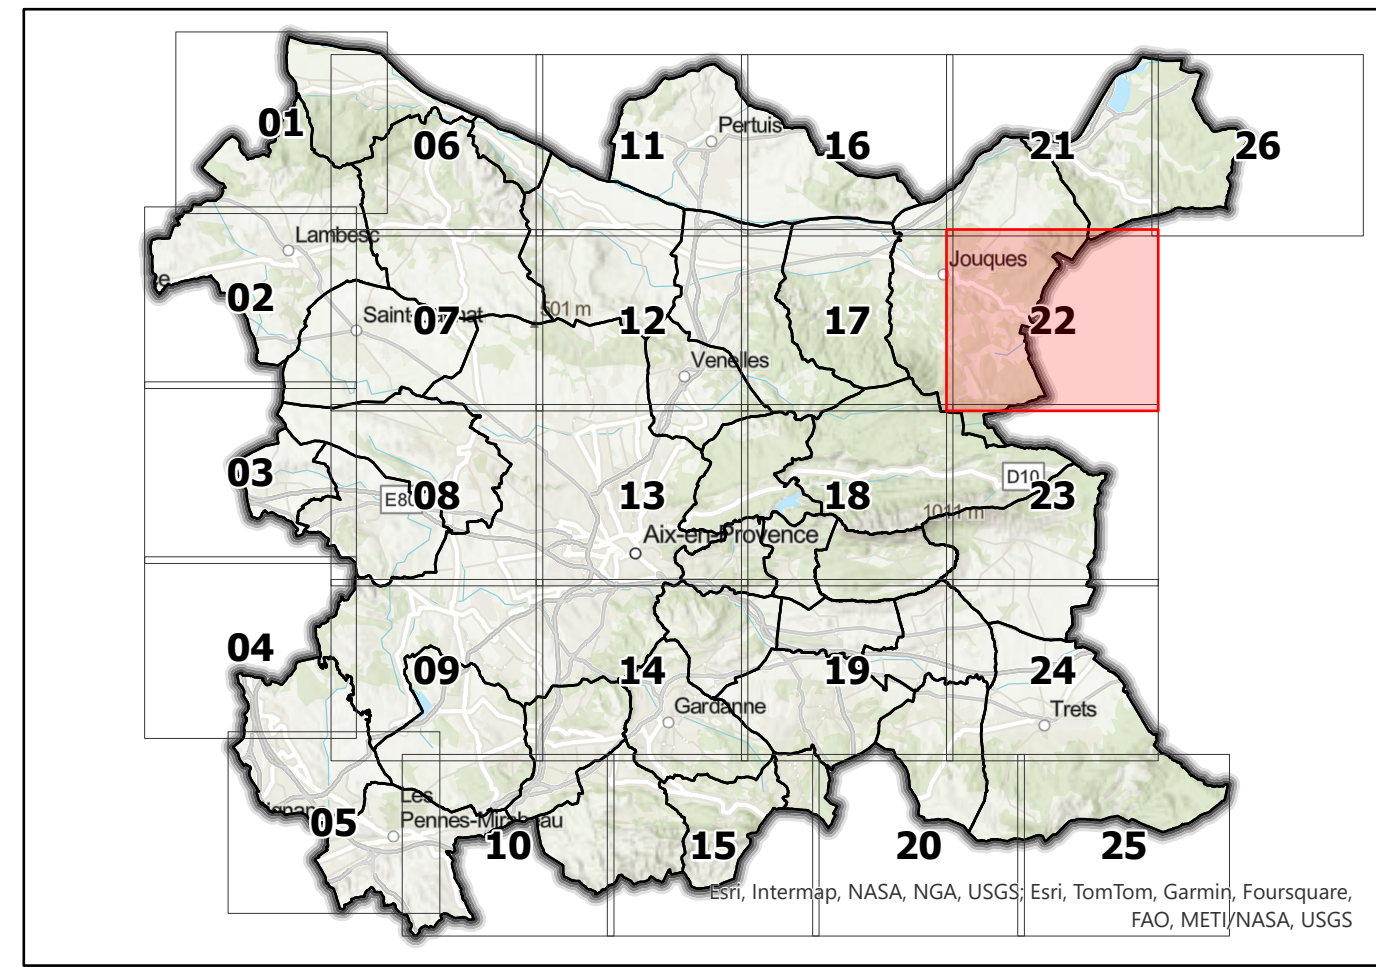 01
06
11
Pertuis
16
21
26
Lambesc
Jouques
02
Saint-
07
501 m
12
17
22
Venelles
03
E80
08
13
18
D10
23
1011 m
Aix-en-Provence
04
09
14
19
24
Gardanne
Trets
05
Les
Pennes-Mirabeau
10
15
20
25
Esri, Intermap, NASA, NGA, USGS; Esri, TomTom, Garmin, Foursquare,
FAO, METI/NASA, USGS